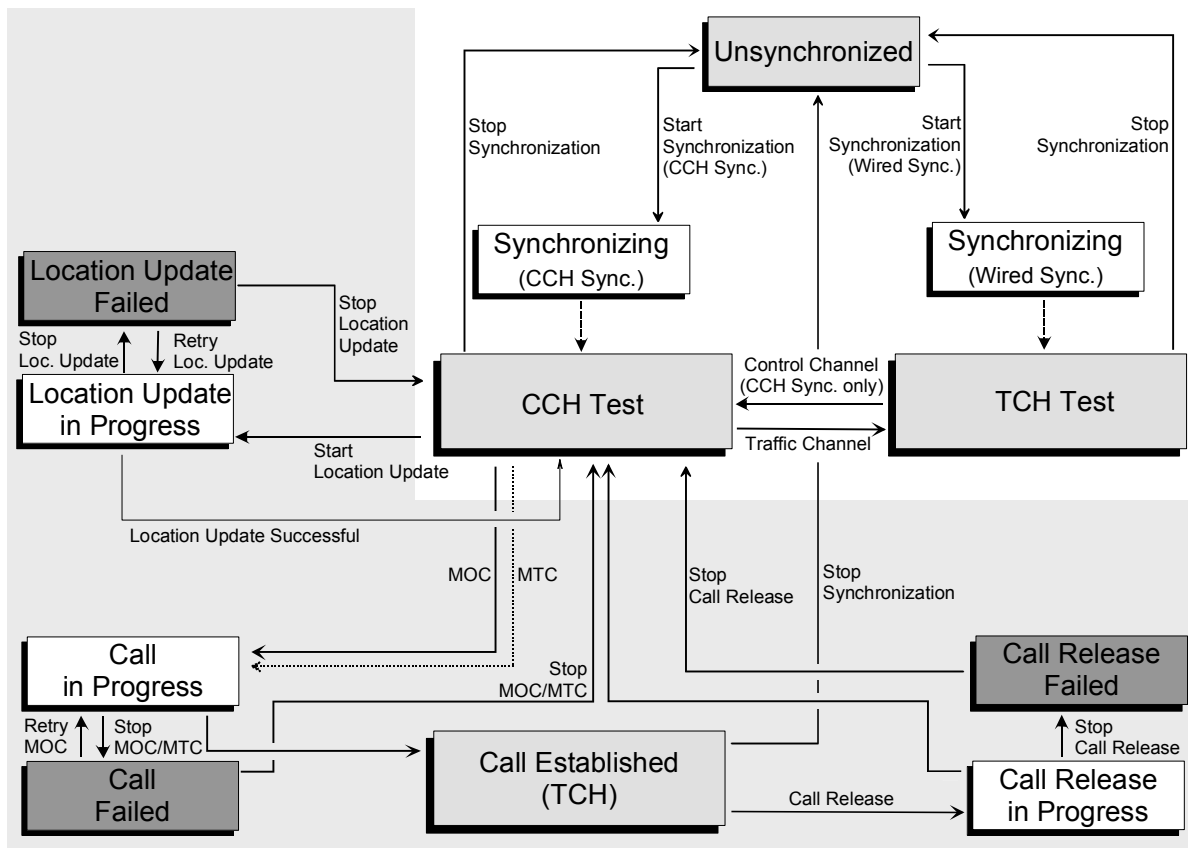 Unsynchronized
Stop
Synchronization
Start
Synchronization
(CCH Sync.)
Start
Synchronization
(Wired Sync.)
Stop
Synchronization
Synchronizing
(CCH Sync.)
Synchronizing
(Wired Sync.)
Location Update
Failed
Stop
Location
Update
Stop
Loc. Update
Retry
Loc. Update
Location Update
in Progress
CCH Test
Control Channel
(CCH Sync. only)
Traffic Channel
TCH Test
Start
Location Update
Location Update Successful
MOC
MTC
Stop
Call Release
Stop
Synchronization
Call
in Progress
Stop
MOC/MTC
Call Release
Failed
Retry
MOC
Stop
MOC/MTC
Stop
Call Release
Call
Failed
Call Established
(TCH)
Call Release
Call Release
in Progress